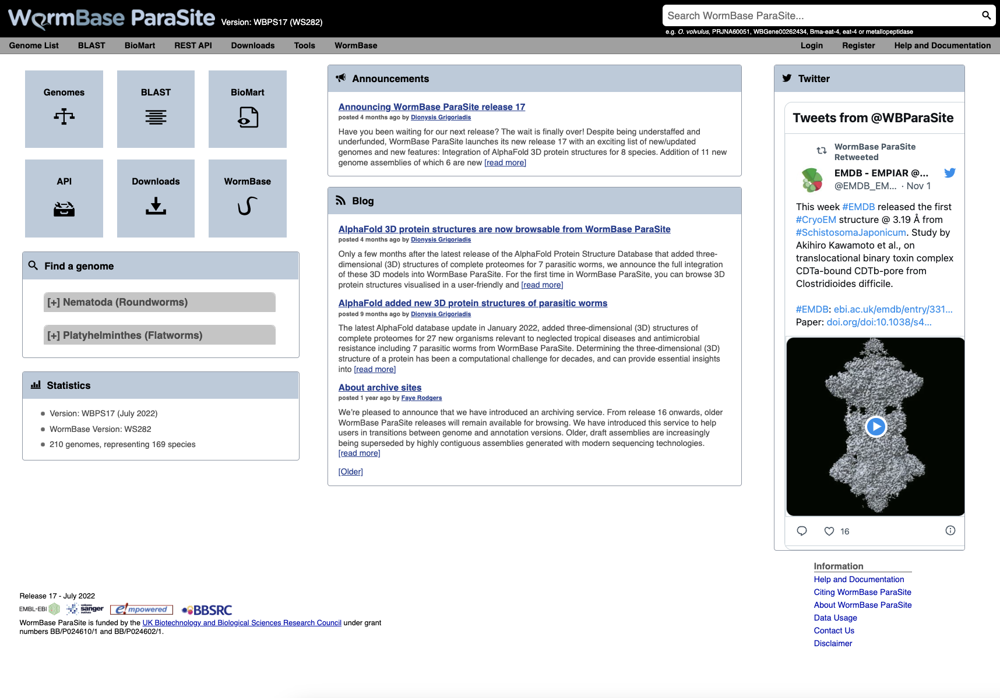 WormBase ParaSite Version: WBPS17 (WS282)
Search WormBase ParaSite...
e.g. O. volvulus, PRJNA60051, WBGene00262434, Bma-eat-4, eat-4 or metallopeptidase
Genome List BLAST BioMart REST API Downloads Tools WormBase Login Register Help and Documentation
Genomes BLAST BioMart
API Downloads WormBase
Find a genome
[+] Nematoda (Roundworms)
[+] Platyhelminthes (Flatworms)
Statistics
Version: WBPS17 (July 2022)
WormBase Version: WS282
210 genomes, representing 169 species
Announcements
Announcing WormBase ParaSite release 17
posted 4 months ago by Dionysis Grigoriadis
Have you been waiting for our next release? The wait is finally over! Despite being understaffed and
underfunded, WormBase ParaSite launches its new release 17 with an exciting list of new/updated
genomes and new features: Integration of AlphaFold 3D protein structures for 8 species. Addition of 11 new
genome assemblies of which 6 are new [read more]
Blog
AlphaFold 3D protein structures are now browsable from WormBase ParaSite
posted 4 months ago by Dionysis Grigoriadis
Only a few months after the latest release of the AlphaFold Protein Structure Database that added three-
dimensional (3D) structures of complete proteomes for 7 parasitic worms, we announce the full integration
of these 3D models into WormBase ParaSite. For the first time in WormBase ParaSite, you can browse 3D
protein structures visualised in a user-friendly and [read more]
AlphaFold added new 3D protein structures of parasitic worms
posted 9 months ago by Dionysis Grigoriadis
The latest AlphaFold database update in January 2022, added three-dimensional (3D) structures of
complete proteomes for 27 new organisms relevant to neglected tropical diseases and antimicrobial
resistance including 7 parasitic worms from WormBase ParaSite. Determining the three-dimensional (3D)
structure of a protein has been a computational challenge for decades, and can provide essential insights
into [read more]
About archive sites
posted 1 year ago by Faye Rodgers
We're pleased to announce that we have introduced an archiving service. From release 16 onwards, older
WormBase ParaSite releases will remain available for browsing. We have introduced this service to help
users in transitions between genome and annotation versions. Older, draft assemblies are increasingly
being superseded by highly contiguous assemblies generated with modern sequencing technologies.
[read more]
[Older]
Twitter
Tweets from @WBParaSite
WormBase ParaSite
Retweeted
EMDB - EMPIAR @...
@EMDB_EM... · Nov 1
This week #EMDB released the first
#CryoEM structure @ 3.19 Å from
#SchistosomaJaponicum. Study by
Akihiro Kawamoto et al., on
translocational binary toxin complex
CDTa-bound CDTb-pore from
Clostridioides difficile.
#EMDB: ebi.ac.uk/emdb/entry/331...
Paper: doi.org/doi:10.1038/s4...
16
Information
Help and Documentation
Citing WormBase ParaSite
About WormBase ParaSite
Data Usage
Contact Us
Disclaimer
Release 17 - July 2022
EMBL-EBI wellcome sanger institute e!mpowered BBSRC
WormBase ParaSite is funded by the UK Biotechnology and Biological Sciences Research Council under grant
numbers BB/P024610/1 and BB/P024602/1.